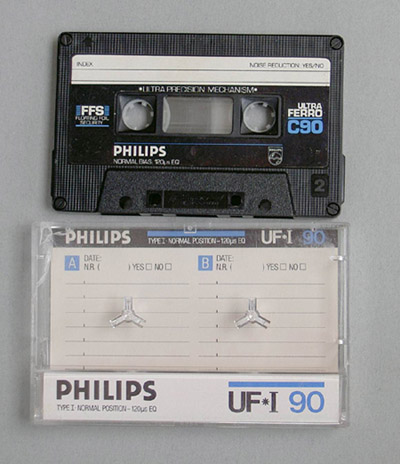 INDEX NOISE REDUCTION: YES/NO
•ULTRA PRECISION MECHANISM•
FFS
FLOATING FOIL
SECURITY
ULTRA
FERRO
C90
PHILIPS
NORMAL BIAS, 120µs EQ
2
PHILIPS TYPE I - NORMAL POSITION - 120µs EQ UF•I 90
A DATE: B DATE:
N.R. ( ) YES □ NO □ N.R. ( ) YES □ NO □
PHILIPS UF•I 90
TYPE I - NORMAL POSITION - 120µs EQ